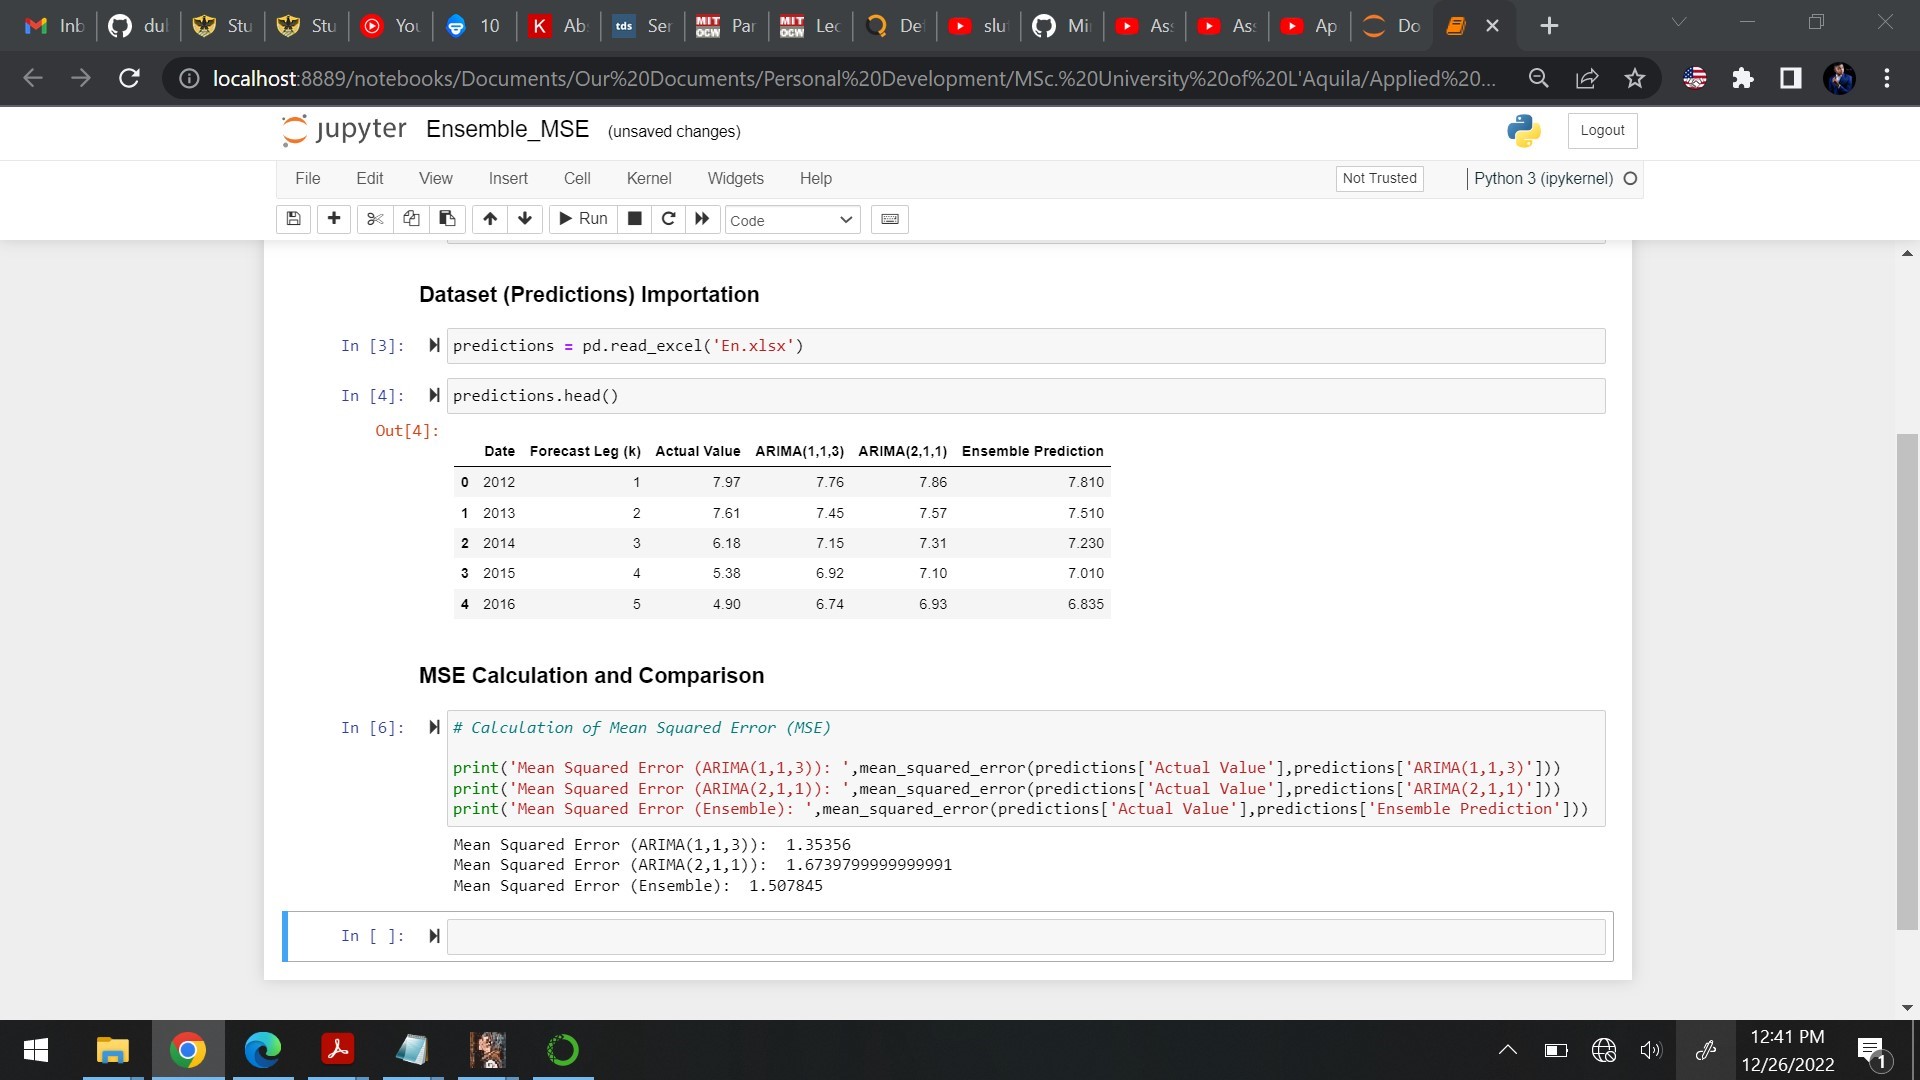 Inb
du
Stu
Stu
You
10
Ab
tds Ser
MIT OCW Par
MIT OCW Lec
De
slu
Mi
As
As
Ap
Do
localhost:8889/notebooks/Documents/Our%20Documents/Personal%20Development/MSc.%20University%20of%20L'Aquila/Applied%20...
jupyter Ensemble_MSE (unsaved changes)
Logout
File Edit View Insert Cell Kernel Widgets Help
Not Trusted
Python 3 (ipykernel)
Run
Code
Dataset (Predictions) Importation
In [3]: predictions = pd.read_excel('En.xlsx')
In [4]: predictions.head()
Out[4]:
Date Forecast Leg (k) Actual Value ARIMA(1,1,3) ARIMA(2,1,1) Ensemble Prediction
0 2012 1 7.97 7.76 7.86 7.810
1 2013 2 7.61 7.45 7.57 7.510
2 2014 3 6.18 7.15 7.31 7.230
3 2015 4 5.38 6.92 7.10 7.010
4 2016 5 4.90 6.74 6.93 6.835
MSE Calculation and Comparison
In [6]: # Calculation of Mean Squared Error (MSE)
print('Mean Squared Error (ARIMA(1,1,3)): ',mean_squared_error(predictions['Actual Value'],predictions['ARIMA(1,1,3)']))
print('Mean Squared Error (ARIMA(2,1,1)): ',mean_squared_error(predictions['Actual Value'],predictions['ARIMA(2,1,1)']))
print('Mean Squared Error (Ensemble): ',mean_squared_error(predictions['Actual Value'],predictions['Ensemble Prediction']))
Mean Squared Error (ARIMA(1,1,3)):  1.35356
Mean Squared Error (ARIMA(2,1,1)):  1.6739799999999991
Mean Squared Error (Ensemble):  1.507845
In [ ]:
12:41 PM
12/26/2022
1